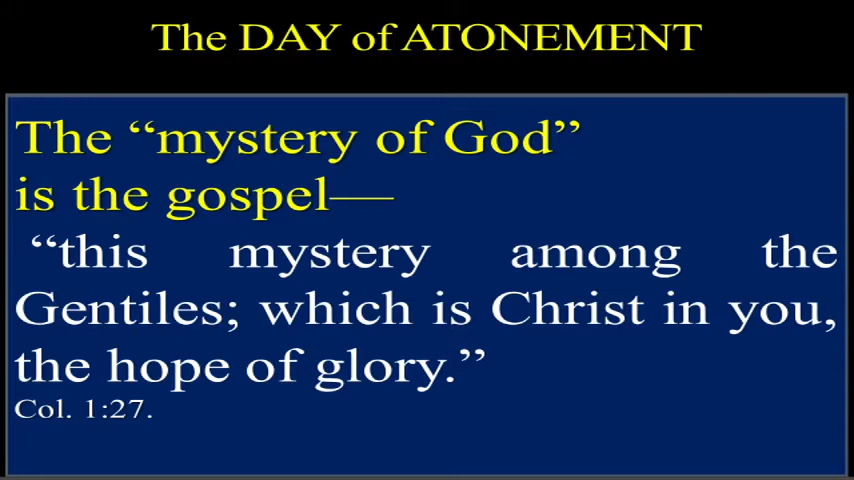 The DAY of ATONEMENT
The “mystery of God”
is the gospel—
“this mystery among the
Gentiles; which is Christ in you,
the hope of glory.”
Col. 1:27.